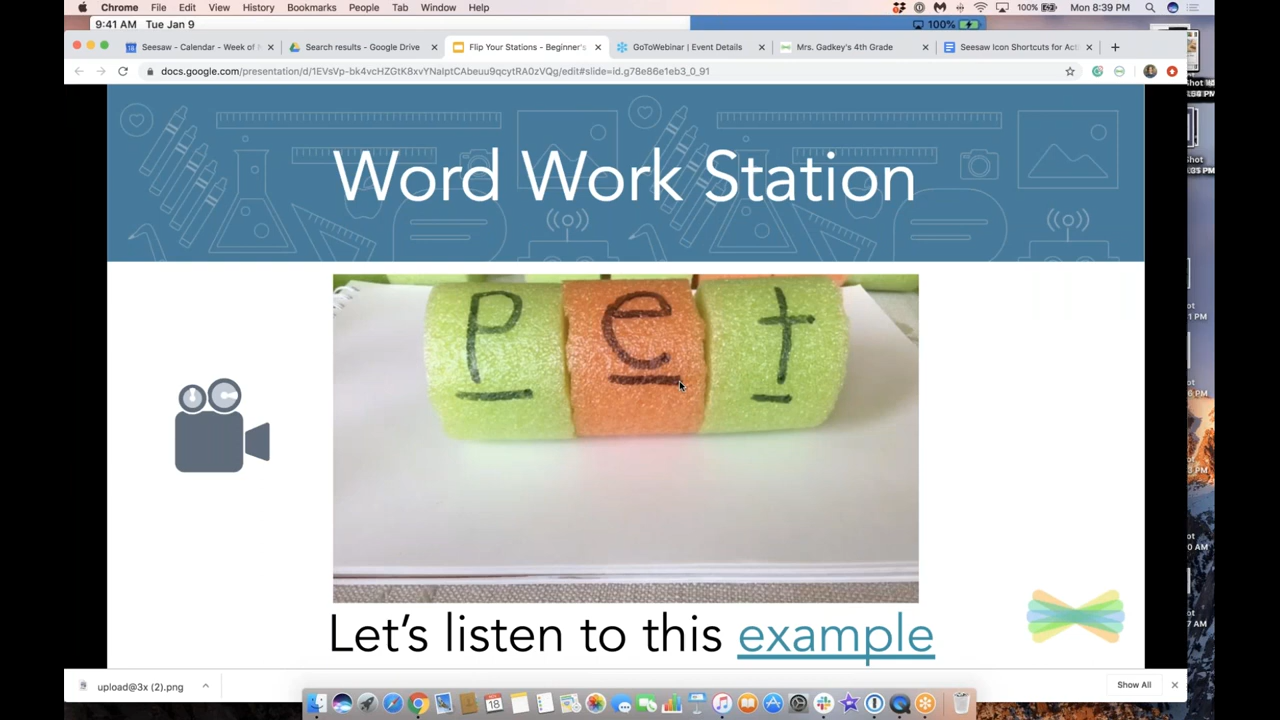 Chrome File Edit View History Bookmarks People Tab Window Help 100% Mon 8:39 PM
9:41 AM Tue Jan 9 100%
Seesaw - Calendar - Week of Search results - Google Drive Flip Your Stations - Beginner's GoToWebinar | Event Details Mrs. Gadkey's 4th Grade Seesaw Icon Shortcuts for Act
docs.google.com/presentation/d/1EVsVp-bk4vcHZGtK8xvYNalptCAbeuu9qcytRA0zVQg/edit#slide=id.g78e86e1eb3_0_91
Word Work Station
p e t
Let's listen to this example
upload@3x (2).png Show All
18